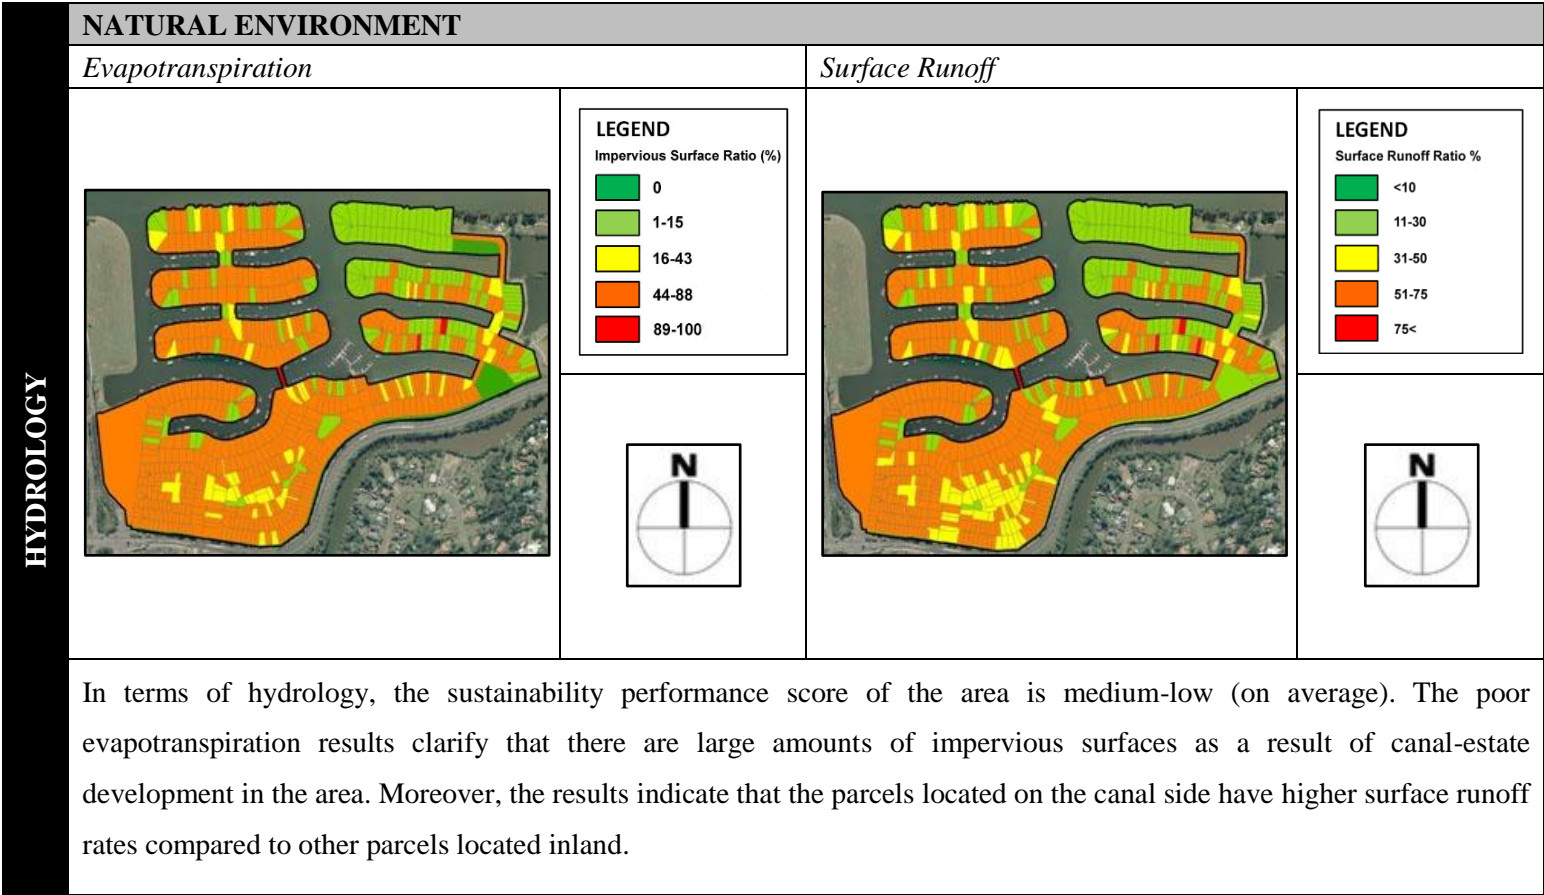 NATURAL ENVIRONMENT
Evapotranspiration
Surface Runoff
HYDROLOGY
LEGEND
Impervious Surface Ratio (%)
0
1-15
16-43
44-88
89-100
N
LEGEND
Surface Runoff Ratio %
<10
11-30
31-50
51-75
75<
N
In terms of hydrology, the sustainability performance score of the area is medium-low (on average). The poor
evapotranspiration results clarify that there are large amounts of impervious surfaces as a result of canal-estate
development in the area. Moreover, the results indicate that the parcels located on the canal side have higher surface runoff
rates compared to other parcels located inland.